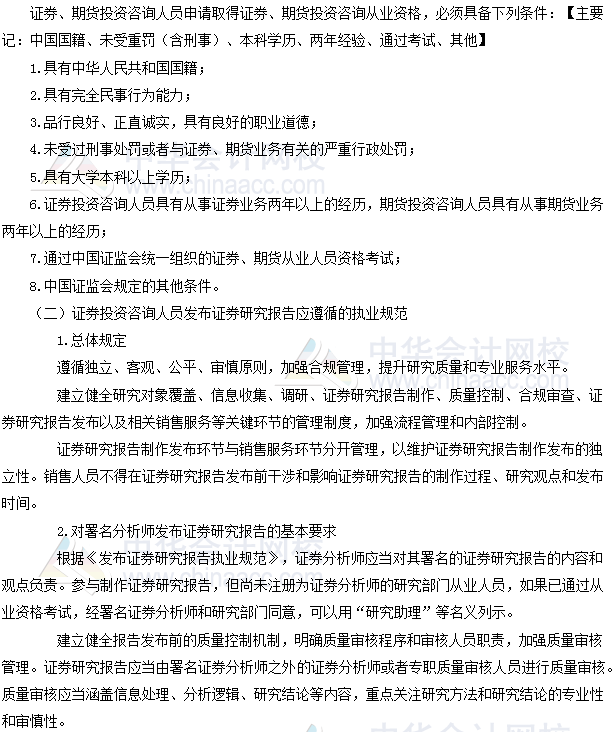 证券、期货投资咨询人员申请取得证券、期货投资咨询从业资格，必须具备下列条件：【主要
记：中国国籍、未受重罚（含刑事）、本科学历、两年经验、通过考试、其他】
1.具有中华人民共和国国籍；
2.具有完全民事行为能力；
3.品行良好、正直诚实，具有良好的职业道德；
4.未受过刑事处罚或者与证券、期货业务有关的严重行政处罚；
5.具有大学本科以上学历；
6.证券投资咨询人员具有从事证券业务两年以上的经历，期货投资咨询人员具有从事期货业务
两年以上的经历；
7.通过中国证监会统一组织的证券、期货从业人员资格考试；
8.中国证监会规定的其他条件。
（二）证券投资咨询人员发布证券研究报告应遵循的执业规范
1.总体规定
遵循独立、客观、公平、审慎原则，加强合规管理，提升研究质量和专业服务水平。
建立健全研究对象覆盖、信息收集、调研、证券研究报告制作、质量控制、合规审查、证
券研究报告发布以及相关销售服务等关键环节的管理制度，加强流程管理和内部控制。
证券研究报告制作发布环节与销售服务环节分开管理，以维护证券研究报告制作发布的独
立性。销售人员不得在证券研究报告发布前干涉和影响证券研究报告的制作过程、研究观点和发布
时间。
2.对署名分析师发布证券研究报告的基本要求
根据《发布证券研究报告执业规范》，证券分析师应当对其署名的证券研究报告的内容和
观点负责。参与制作证券研究报告，但尚未注册为证券分析师的研究部门从业人员，如果已通过从
业资格考试，经署名证券分析师和研究部门同意，可以用“研究助理”等名义列示。
建立健全报告发布前的质量控制机制，明确质量审核程序和审核人员职责，加强质量审核
管理。证券研究报告应当由署名证券分析师之外的证券分析师或者专职质量审核人员进行质量审核。
质量审核应当涵盖信息处理、分析逻辑、研究结论等内容，重点关注研究方法和研究结论的专业性
和审慎性。
中华会计网校
www.chinaacc.com
中华会计网校
www.chinaacc.com
中华会计网校
www.chinaacc.com